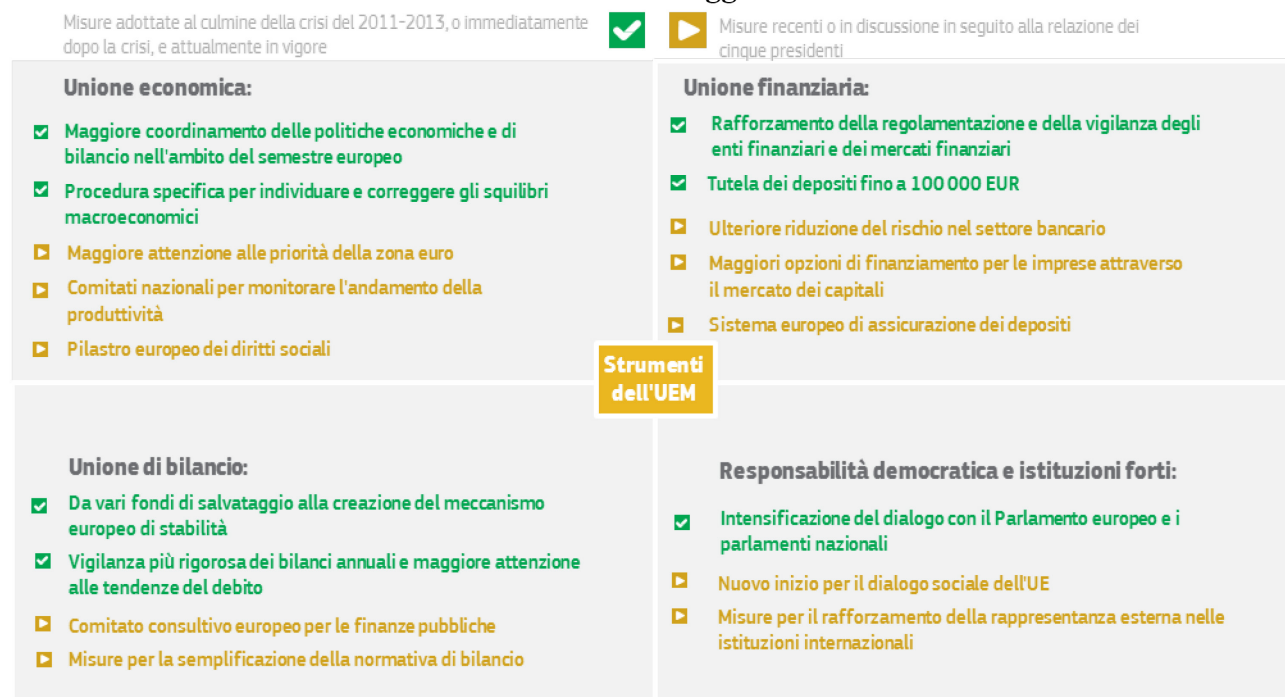 Misure adottate al culmine della crisi del 2011-2013, o immediatamente
dopo la crisi, e attualmente in vigore
Misure recenti o in discussione in seguito alla relazione dei
cinque presidenti
Unione economica:
Maggiore coordinamento delle politiche economiche e di
bilancio nell'ambito del semestre europeo
Procedura specifica per individuare e correggere gli squilibri
macroeconomici
Maggiore attenzione alle priorità della zona euro
Comitati nazionali per monitorare l'andamento della
produttività
Pilastro europeo dei diritti sociali
Unione finanziaria:
Rafforzamento della regolamentazione e della vigilanza degli
enti finanziari e dei mercati finanziari
Tutela dei depositi fino a 100 000 EUR
Ulteriore riduzione del rischio nel settore bancario
Maggiori opzioni di finanziamento per le imprese attraverso
il mercato dei capitali
Sistema europeo di assicurazione dei depositi
Strumenti
dell'UEM
Unione di bilancio:
Da vari fondi di salvataggio alla creazione del meccanismo
europeo di stabilità
Vigilanza più rigorosa dei bilanci annuali e maggiore attenzione
alle tendenze del debito
Comitato consultivo europeo per le finanze pubbliche
Misure per la semplificazione della normativa di bilancio
Responsabilità democratica e istituzioni forti:
Intensificazione del dialogo con il Parlamento europeo e i
parlamenti nazionali
Nuovo inizio per il dialogo sociale dell'UE
Misure per il rafforzamento della rappresentanza esterna nelle
istituzioni internazionali